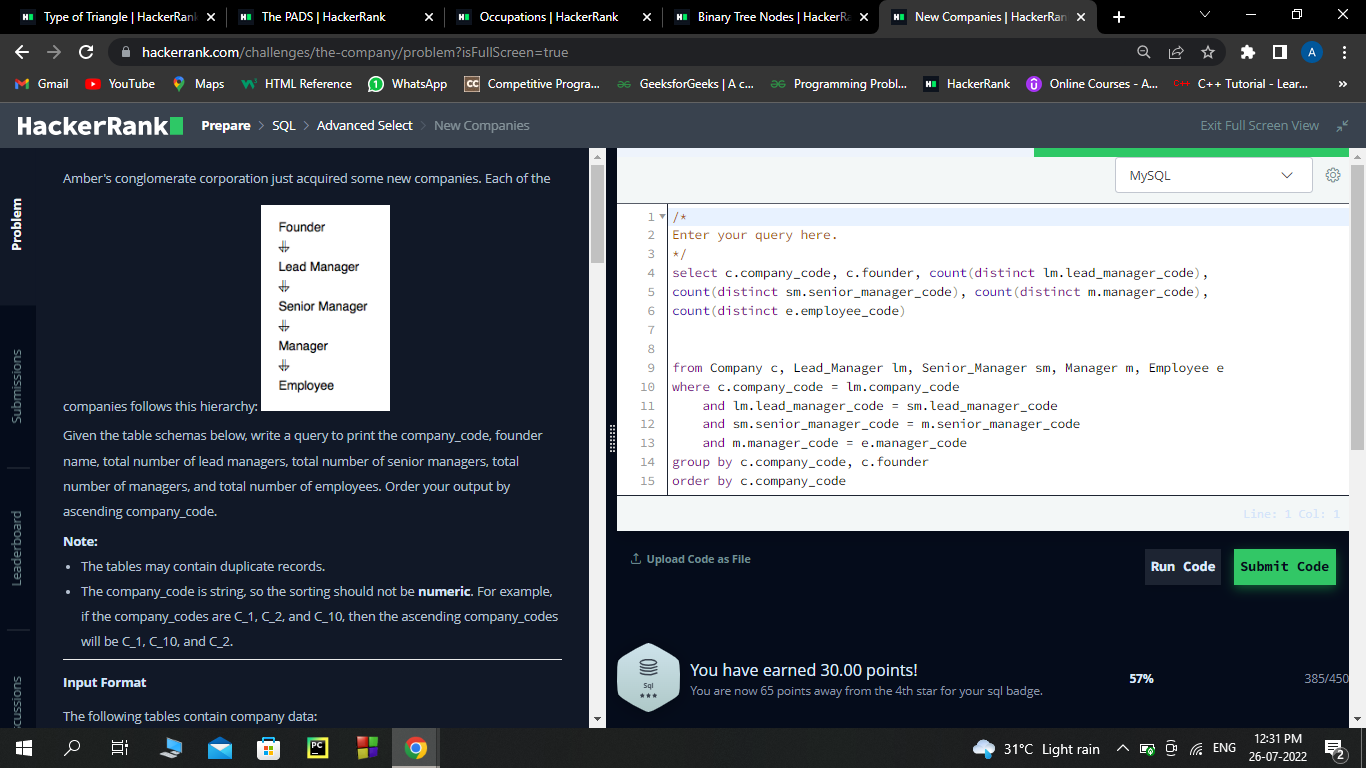 Type of Triangle | HackerRan
The PADS | HackerRank
Occupations | HackerRank
Binary Tree Nodes | HackerRa
New Companies | HackerRan
hackerrank.com/challenges/the-company/problem?isFullScreen=true
A
Gmail
YouTube
Maps
HTML Reference
WhatsApp
CC
Competitive Progra...
GeeksforGeeks | A c...
Programming Probl...
HackerRank
Online Courses - A...
C++ Tutorial - Lear...
»
HackerRank
Prepare > SQL > Advanced Select > New Companies
Exit Full Screen View
Problem
Submissions
Leaderboard
cussions
Amber's conglomerate corporation just acquired some new companies. Each of the
Founder
Lead Manager
Senior Manager
Manager
Employee
companies follows this hierarchy:
Given the table schemas below, write a query to print the company_code, founder
name, total number of lead managers, total number of senior managers, total
number of managers, and total number of employees. Order your output by
ascending company_code.
Note:
• The tables may contain duplicate records.
• The company_code is string, so the sorting should not be numeric. For example,
if the company_codes are C_1, C_2, and C_10, then the ascending company_codes
will be C_1, C_10, and C_2.
Input Format
The following tables contain company data:
MySQL
1 /*
2 Enter your query here.
3 */
4 select c.company_code, c.founder, count(distinct lm.lead_manager_code),
5 count(distinct sm.senior_manager_code), count(distinct m.manager_code),
6 count(distinct e.employee_code)
7
8
9 from Company c, Lead_Manager lm, Senior_Manager sm, Manager m, Employee e
10 where c.company_code = lm.company_code
11 and lm.lead_manager_code = sm.lead_manager_code
12 and sm.senior_manager_code = m.senior_manager_code
13 and m.manager_code = e.manager_code
14 group by c.company_code, c.founder
15 order by c.company_code
Line: 1 Col: 1
Upload Code as File
Run Code
Submit Code
Sql
You have earned 30.00 points!
You are now 65 points away from the 4th star for your sql badge.
57%
385/450
PC
31°C Light rain
ENG
12:31 PM
26-07-2022
2